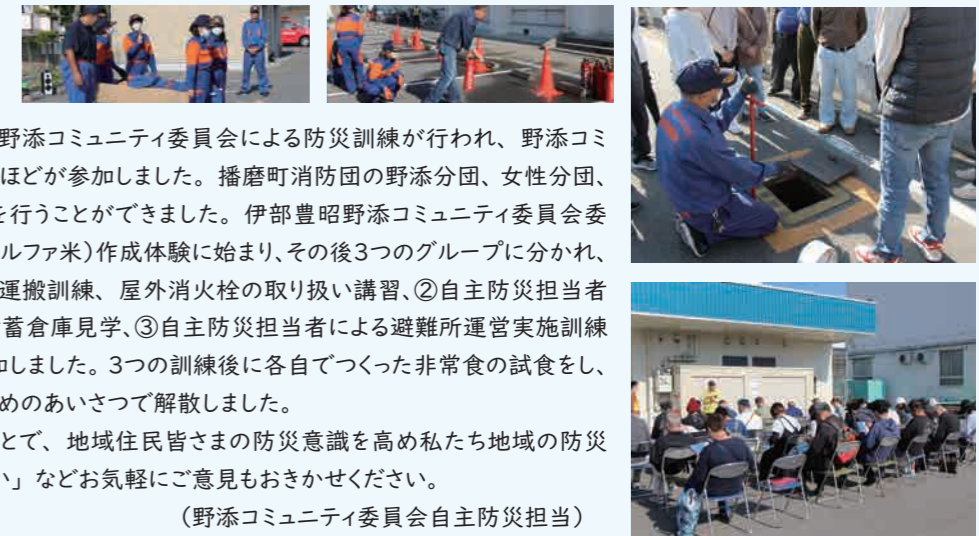 野添コミュニティ委員会による防災訓練が行われ、野添コミ
ほどが参加しました。播磨町消防団の野添分団、女性分団、
を行うことができました。伊部豊昭野添コミュニティ委員会委
ルファ米）作成体験に始まり、その後3つのグループに分かれ、
運搬訓練、屋外消火栓の取り扱い講習、②自主防災担当者
蓄倉庫見学、③自主防災担当者による避難所運営実施訓練
加しました。3つの訓練後に各自でつくった非常食の試食をし、
めのあいさつで解散しました。
とで、地域住民皆さまの防災意識を高め私たち地域の防災
い」などお気軽にご意見もおきかせください。
（野添コミュニティ委員会自主防災担当）